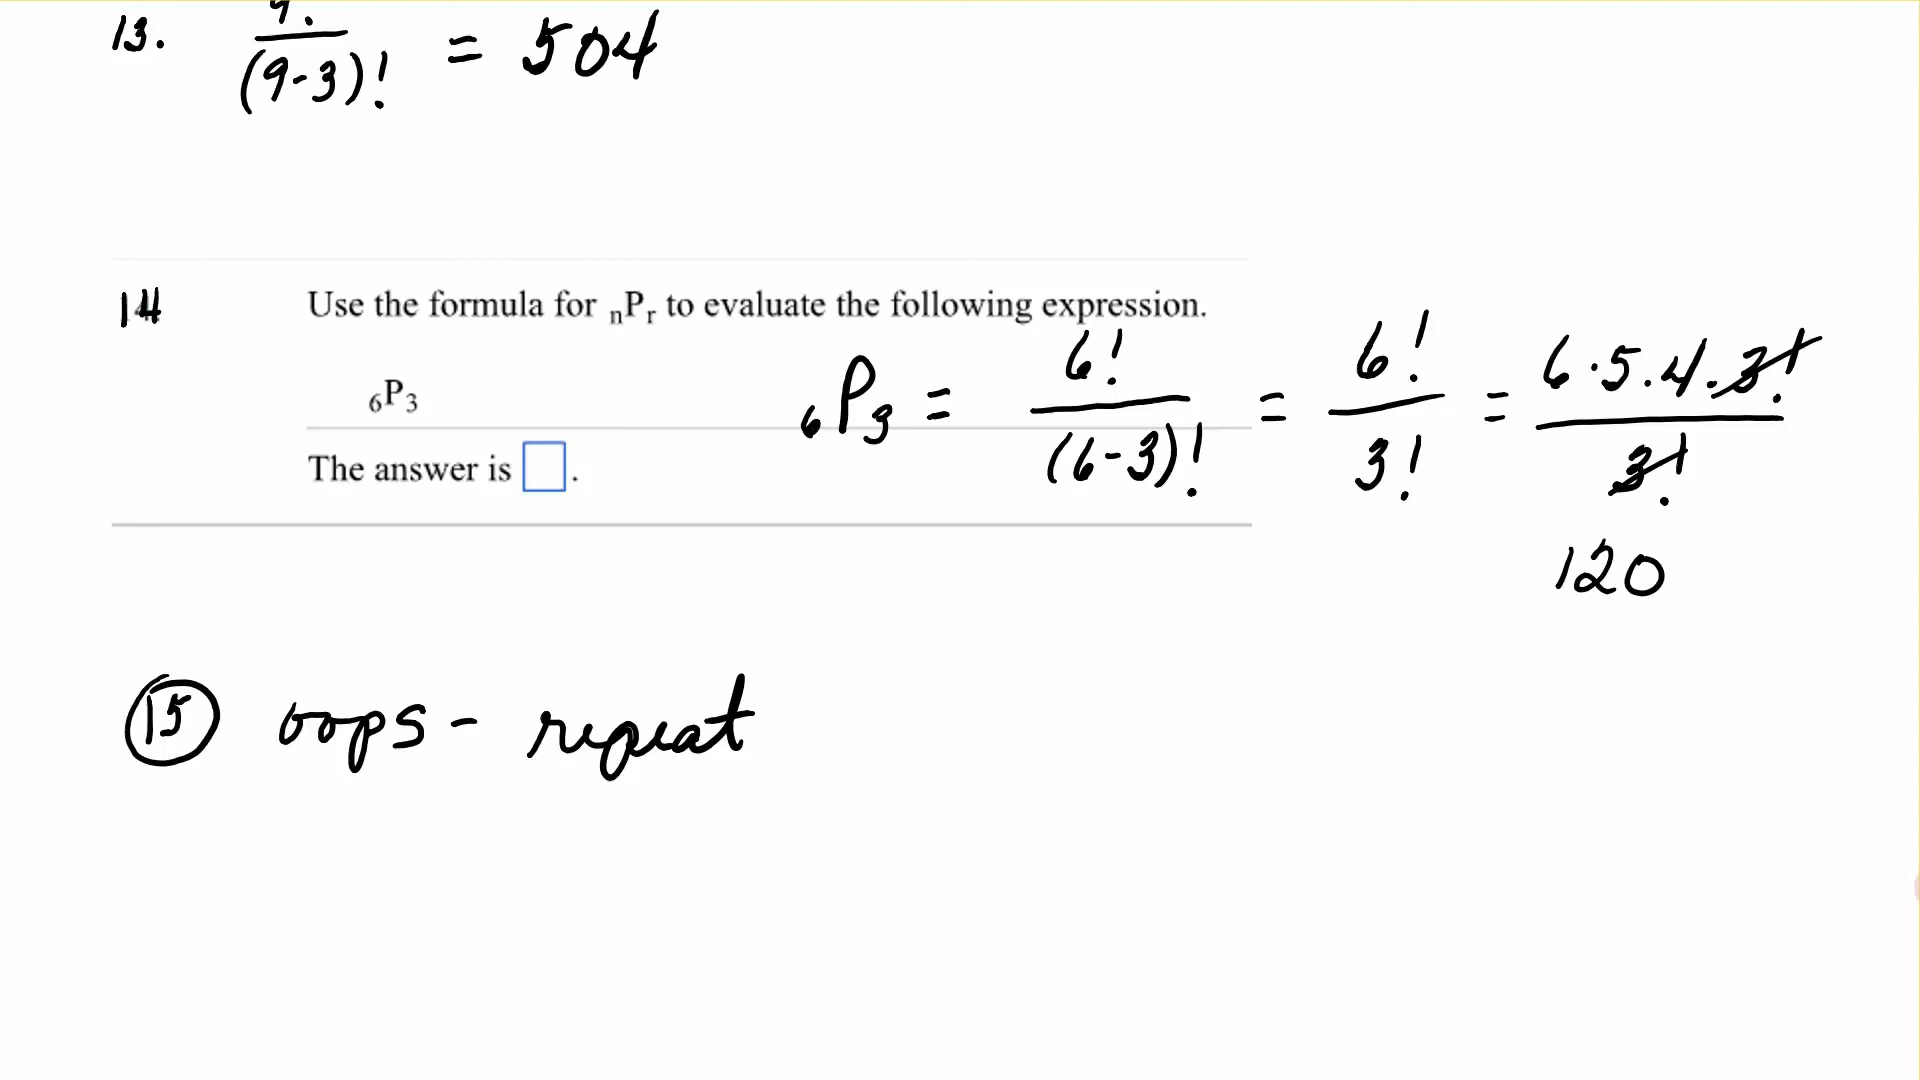 13. 9! / (9-3)! = 504
14 Use the formula for nPr to evaluate the following expression.
6P3
6P3 = 6! / (6-3)! = 6! / 3! = 6·5·4·3! / 3!
The answer is .
120
15 oops - repeat